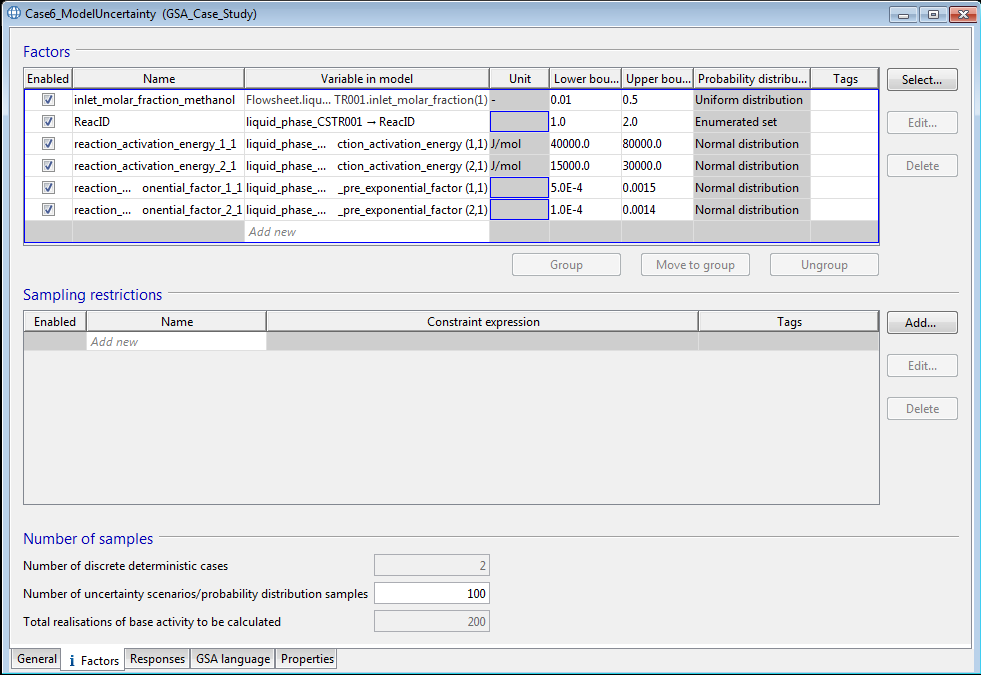 Case6_ModelUncertainty (GSA_Case_Study)
Factors
Enabled Name Variable in model Unit Lower bou... Upper bou... Probability distribu... Tags Select...
inlet_molar_fraction_methanol Flowsheet.liqu... TR001.inlet_molar_fraction(1) - 0.01 0.5 Uniform distribution
ReacID liquid_phase_CSTR001 → ReacID 1.0 2.0 Enumerated set Edit...
reaction_activation_energy_1_1 liquid_phase_... ction_activation_energy (1,1) J/mol 40000.0 80000.0 Normal distribution
reaction_activation_energy_2_1 liquid_phase_... ction_activation_energy (2,1) J/mol 15000.0 30000.0 Normal distribution Delete
reaction_... onential_factor_1_1 liquid_phase_... _pre_exponential_factor (1,1) 5.0E-4 0.0015 Normal distribution
reaction_... onential_factor_2_1 liquid_phase_... _pre_exponential_factor (2,1) 1.0E-4 0.0014 Normal distribution
Add new
Group Move to group Ungroup
Sampling restrictions
Enabled Name Constraint expression Tags Add...
Add new
Edit...
Delete
Number of samples
Number of discrete deterministic cases 2
Number of uncertainty scenarios/probability distribution samples 100
Total realisations of base activity to be calculated 200
General i Factors Responses GSA language Properties